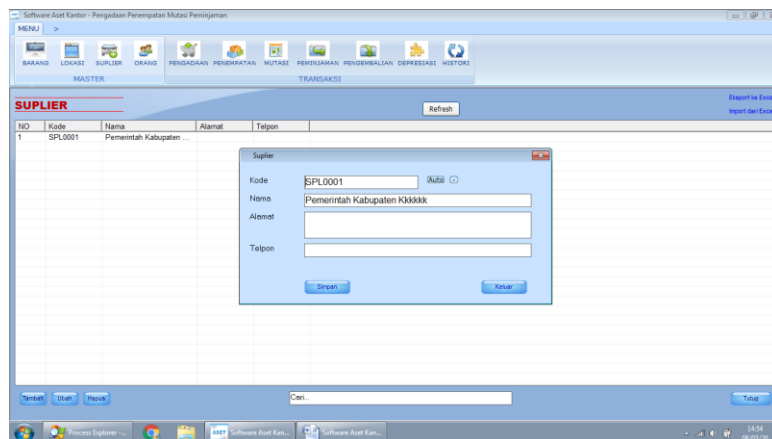 Software Aset Kantor - Pengadaan Penempatan Mutasi Peminjaman
MENU >
BARANG LOKASI SUPLIER ORANG PENGADAAN PENEMPATAN MUTASI PEMINJAMAN PENGEMBALIAN DEPRESIASI HISTORI
MASTER TRANSAKSI
SUPLIER
Refresh
Eksport ke Exce
Import dari Exce
NO Kode Nama Alamat Telpon
1 SPL0001 Pemerintah Kabupaten ...
Suplier
Kode SPL0001 Auto
Nama Pemerintah Kabupaten Kkkkkk
Alamat
Telpon
Simpan Keluar
Tambah Ubah Hapus Cari... Tutup
Process Explorer -... ASET Software Aset Kan... Software Aset Kan... 14:54